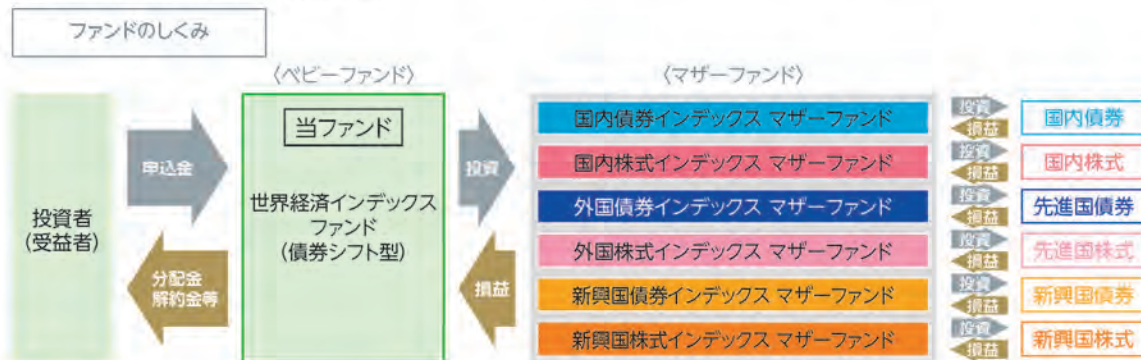 ファンドのしくみ
〈ベビーファンド〉
〈マザーファンド〉
投資者
(受益者)
申込金
分配金
解約金等
当ファンド
世界経済インデックス
ファンド
(債券シフト型)
投資
損益
国内債券インデックス マザーファンド
投資
損益
国内債券
国内株式インデックス マザーファンド
投資
損益
国内株式
外国債券インデックス マザーファンド
投資
損益
先進国債券
外国株式インデックス マザーファンド
投資
損益
先進国株式
新興国債券インデックス マザーファンド
投資
損益
新興国債券
新興国株式インデックス マザーファンド
投資
損益
新興国株式